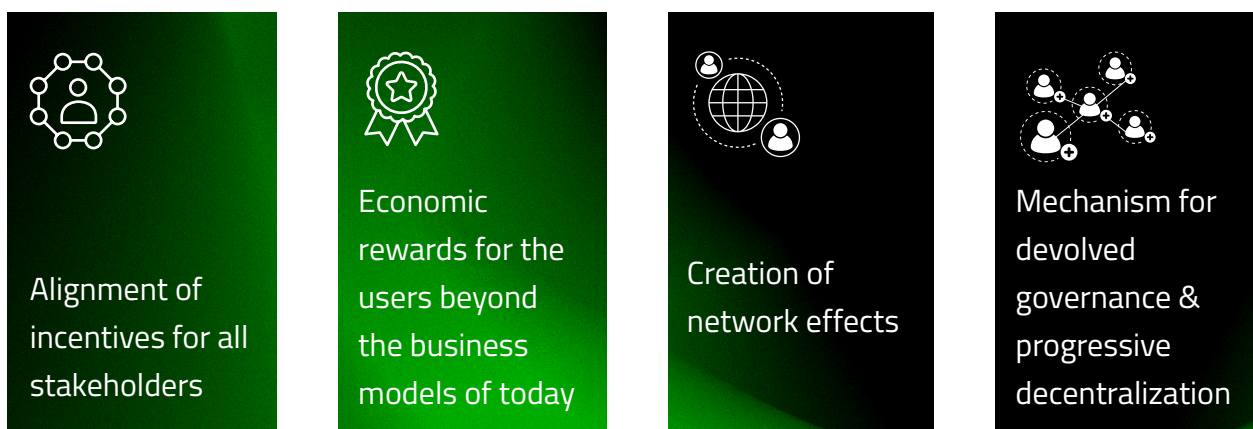 Alignment of
incentives for all
stakeholders
Economic
rewards for the
users beyond
the business
models of today
Creation of
network effects
Mechanism for
devolved
governance &
progressive
decentralization